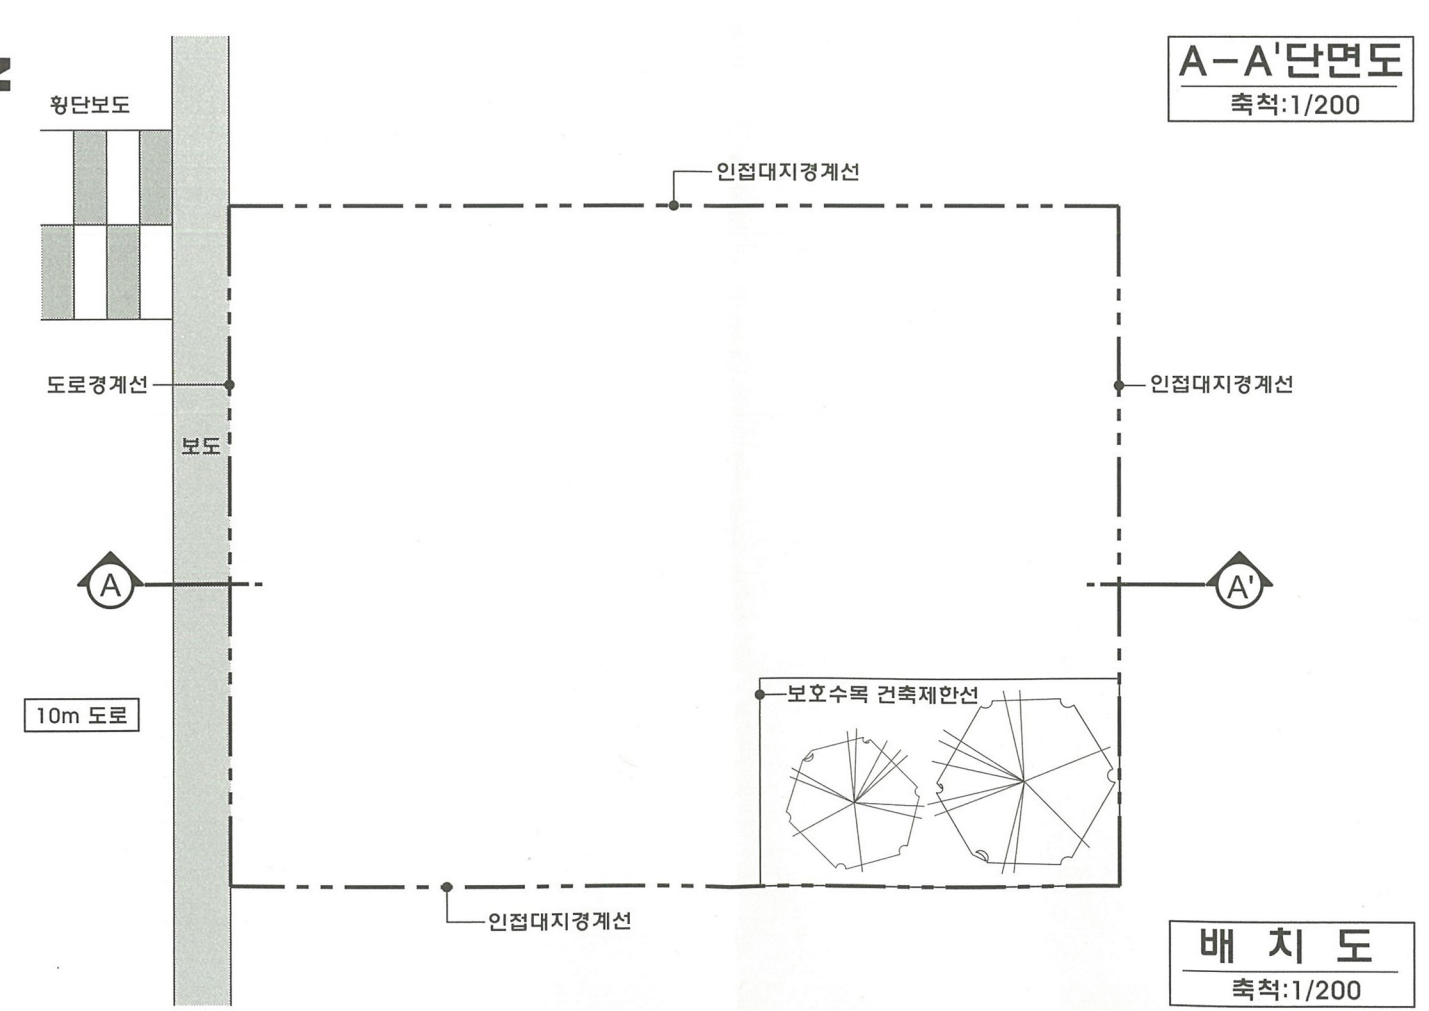 N
A-A'단면도
축척:1/200
횡단보도
인접대지경계선
도로경계선
인접대지경계선
보도
A
A'
보호수목 건축제한선
10m 도로
인접대지경계선
배 치 도
축척:1/200